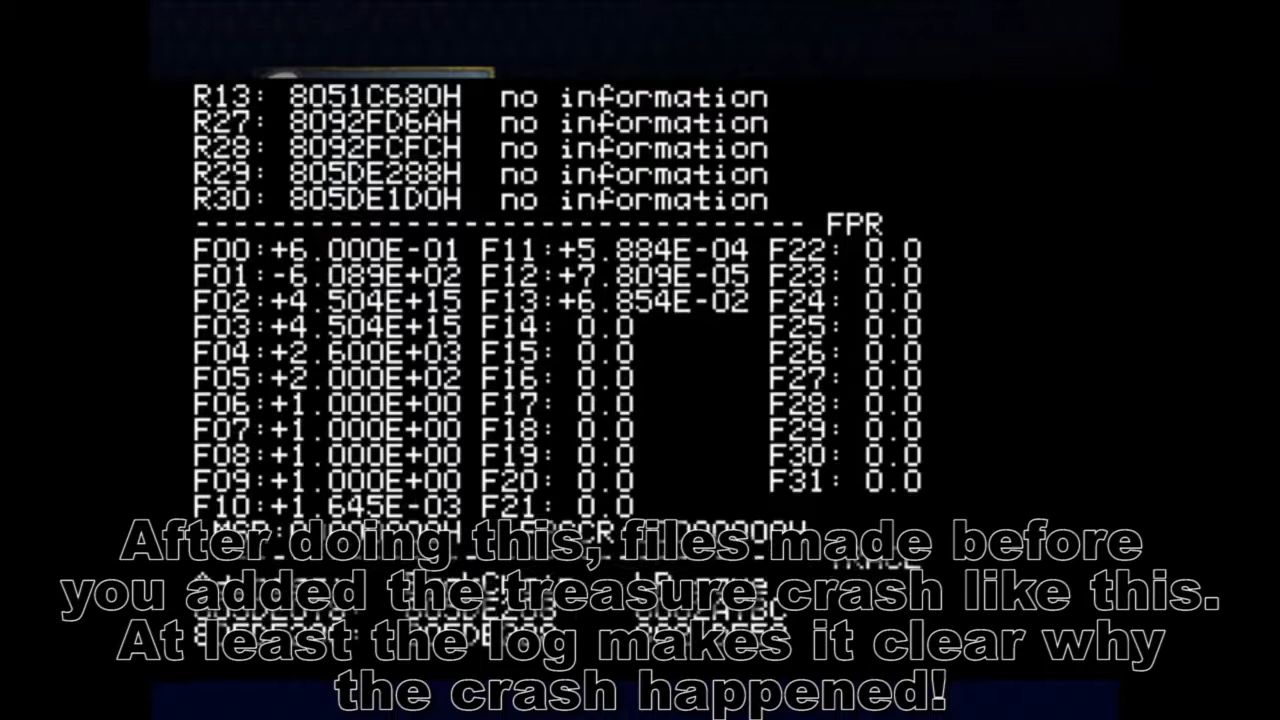 R13: 8051C680H no information
R27: 8092FD6AH no information
R28: 8092FCFCH no information
R29: 805DE288H no information
R30: 805DE1D0H no information
-------------------------------- FPR
F00:+6.000E-01 F11:+5.884E-04 F22: 0.0
F01:-6.089E+02 F12:+7.809E-05 F23: 0.0
F02:+4.504E+15 F13:+6.854E-02 F24: 0.0
F03:+4.504E+15 F14: 0.0 F25: 0.0
F04:+2.600E+03 F15: 0.0 F26: 0.0
F05:+2.000E+02 F16: 0.0 F27: 0.0
F06:+1.000E+00 F17: 0.0 F28: 0.0
F07:+1.000E+00 F18: 0.0 F29: 0.0
F08:+1.000E+00 F19: 0.0 F30: 0.0
F09:+1.000E+00 F20: 0.0 F31: 0.0
F10:+1.645E-03 F21: 0.0
After doing this, files made before
you added the treasure crash like this.
At least the log makes it clear why
the crash happened!